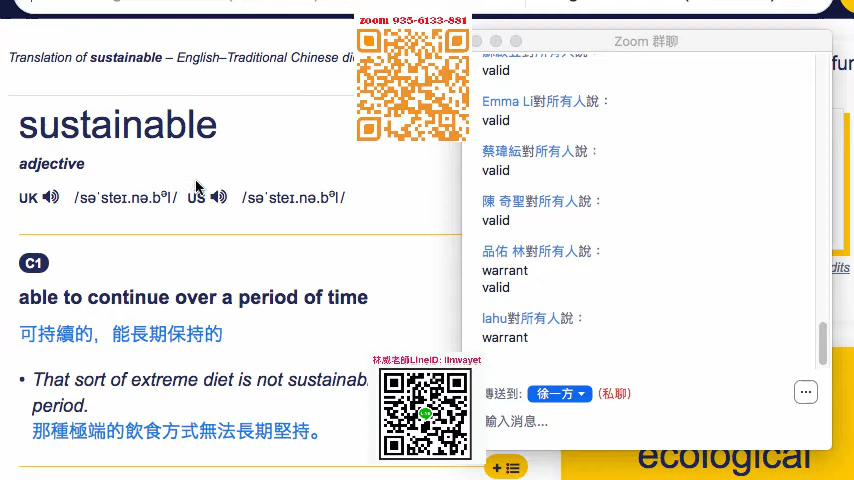 zoom 935-6133-881
Translation of sustainable – English–Traditional Chinese
sustainable
adjective
UK /səˈsteɪ.nə.bᵊl/ US /səˈsteɪ.nə.bᵊl/
C1
able to continue over a period of time
可持續的，能長期保持的
• That sort of extreme diet is not
period.
那種極端的飲食方式無法長期堅持。
林威老師LineID: linwayet
Zoom 群聊
valid
Emma Li對所有人說：
valid
蔡瑋紜對所有人說：
valid
陳 奇聖對所有人說：
valid
品佑 林對所有人說：
warrant
valid
lahu對所有人說：
warrant
傳送到: 徐一方 (私聊)
輸入消息...
ecological